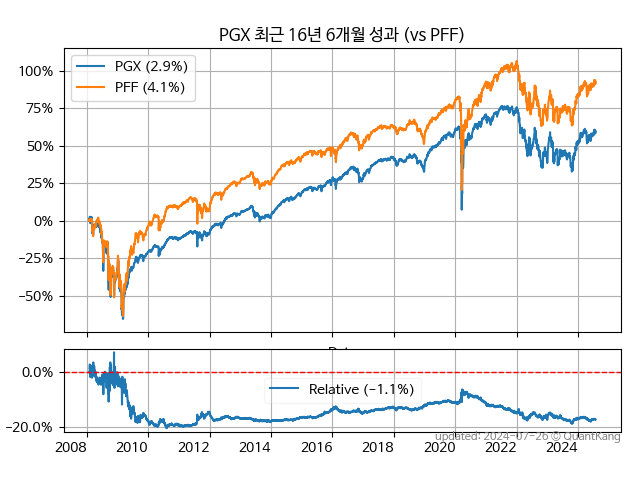 PGX 최근 16년 6개월 성과 (vs PFF)
PGX (2.9%)
PFF (4.1%)
100%
75%
50%
25%
0%
−25%
−50%
0.0%
−20.0%
Relative (−1.1%)
2008 2010 2012 2014 2016 2018 2020 2022 2024
updated: 2024-07-26 © QuantKang